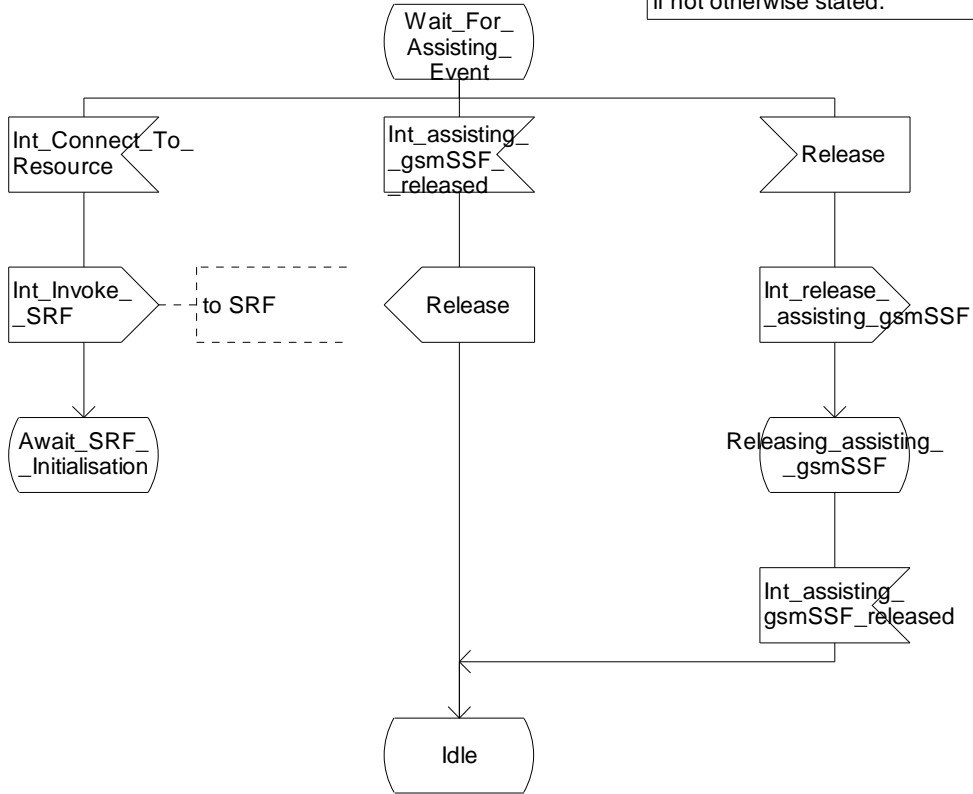 if not otherwise stated.
Wait_For_
Assisting_
Event
Int_Connect_To_
Resource
Int_assisting_
_gsmSSF_
_released
Release
Int_Invoke_
_SRF
to SRF
Release
Int_release_
_assisting_gsmSSF
Await_SRF_
_Initialisation
Releasing_assisting_
_gsmSSF
Int_assisting_
gsmSSF_released
Idle